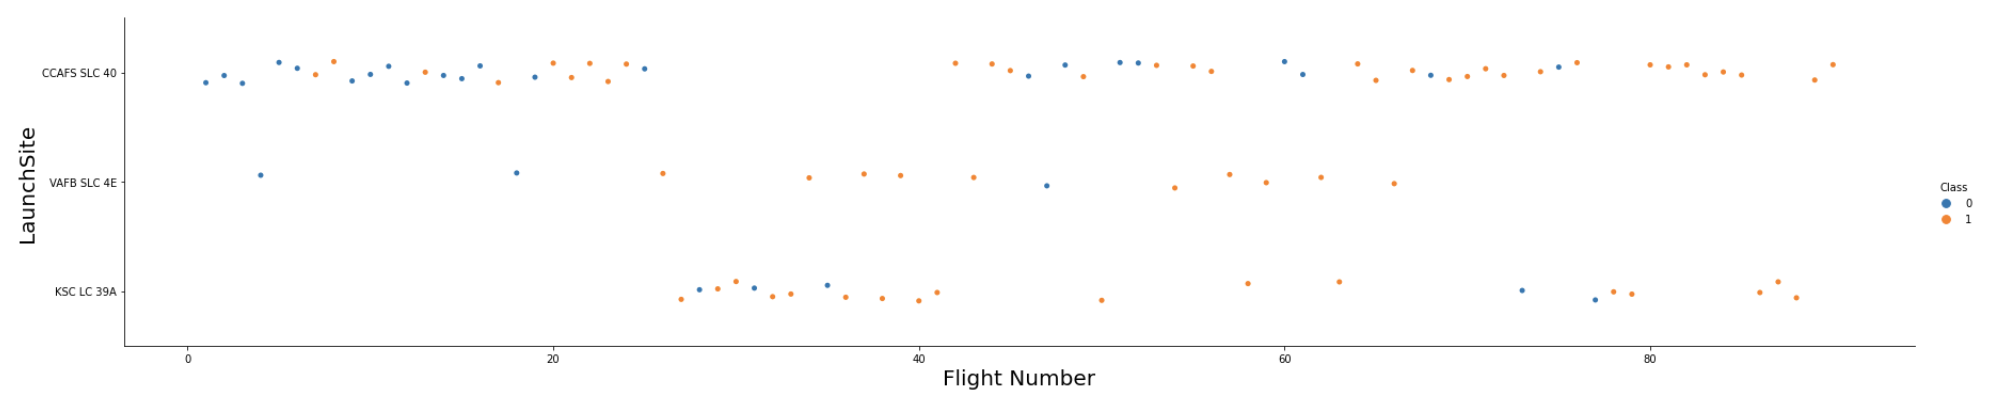 LaunchSite
CCAFS SLC 40
VAFB SLC 4E
KSC LC 39A
0
20
40
60
80
Flight Number
Class
0
1